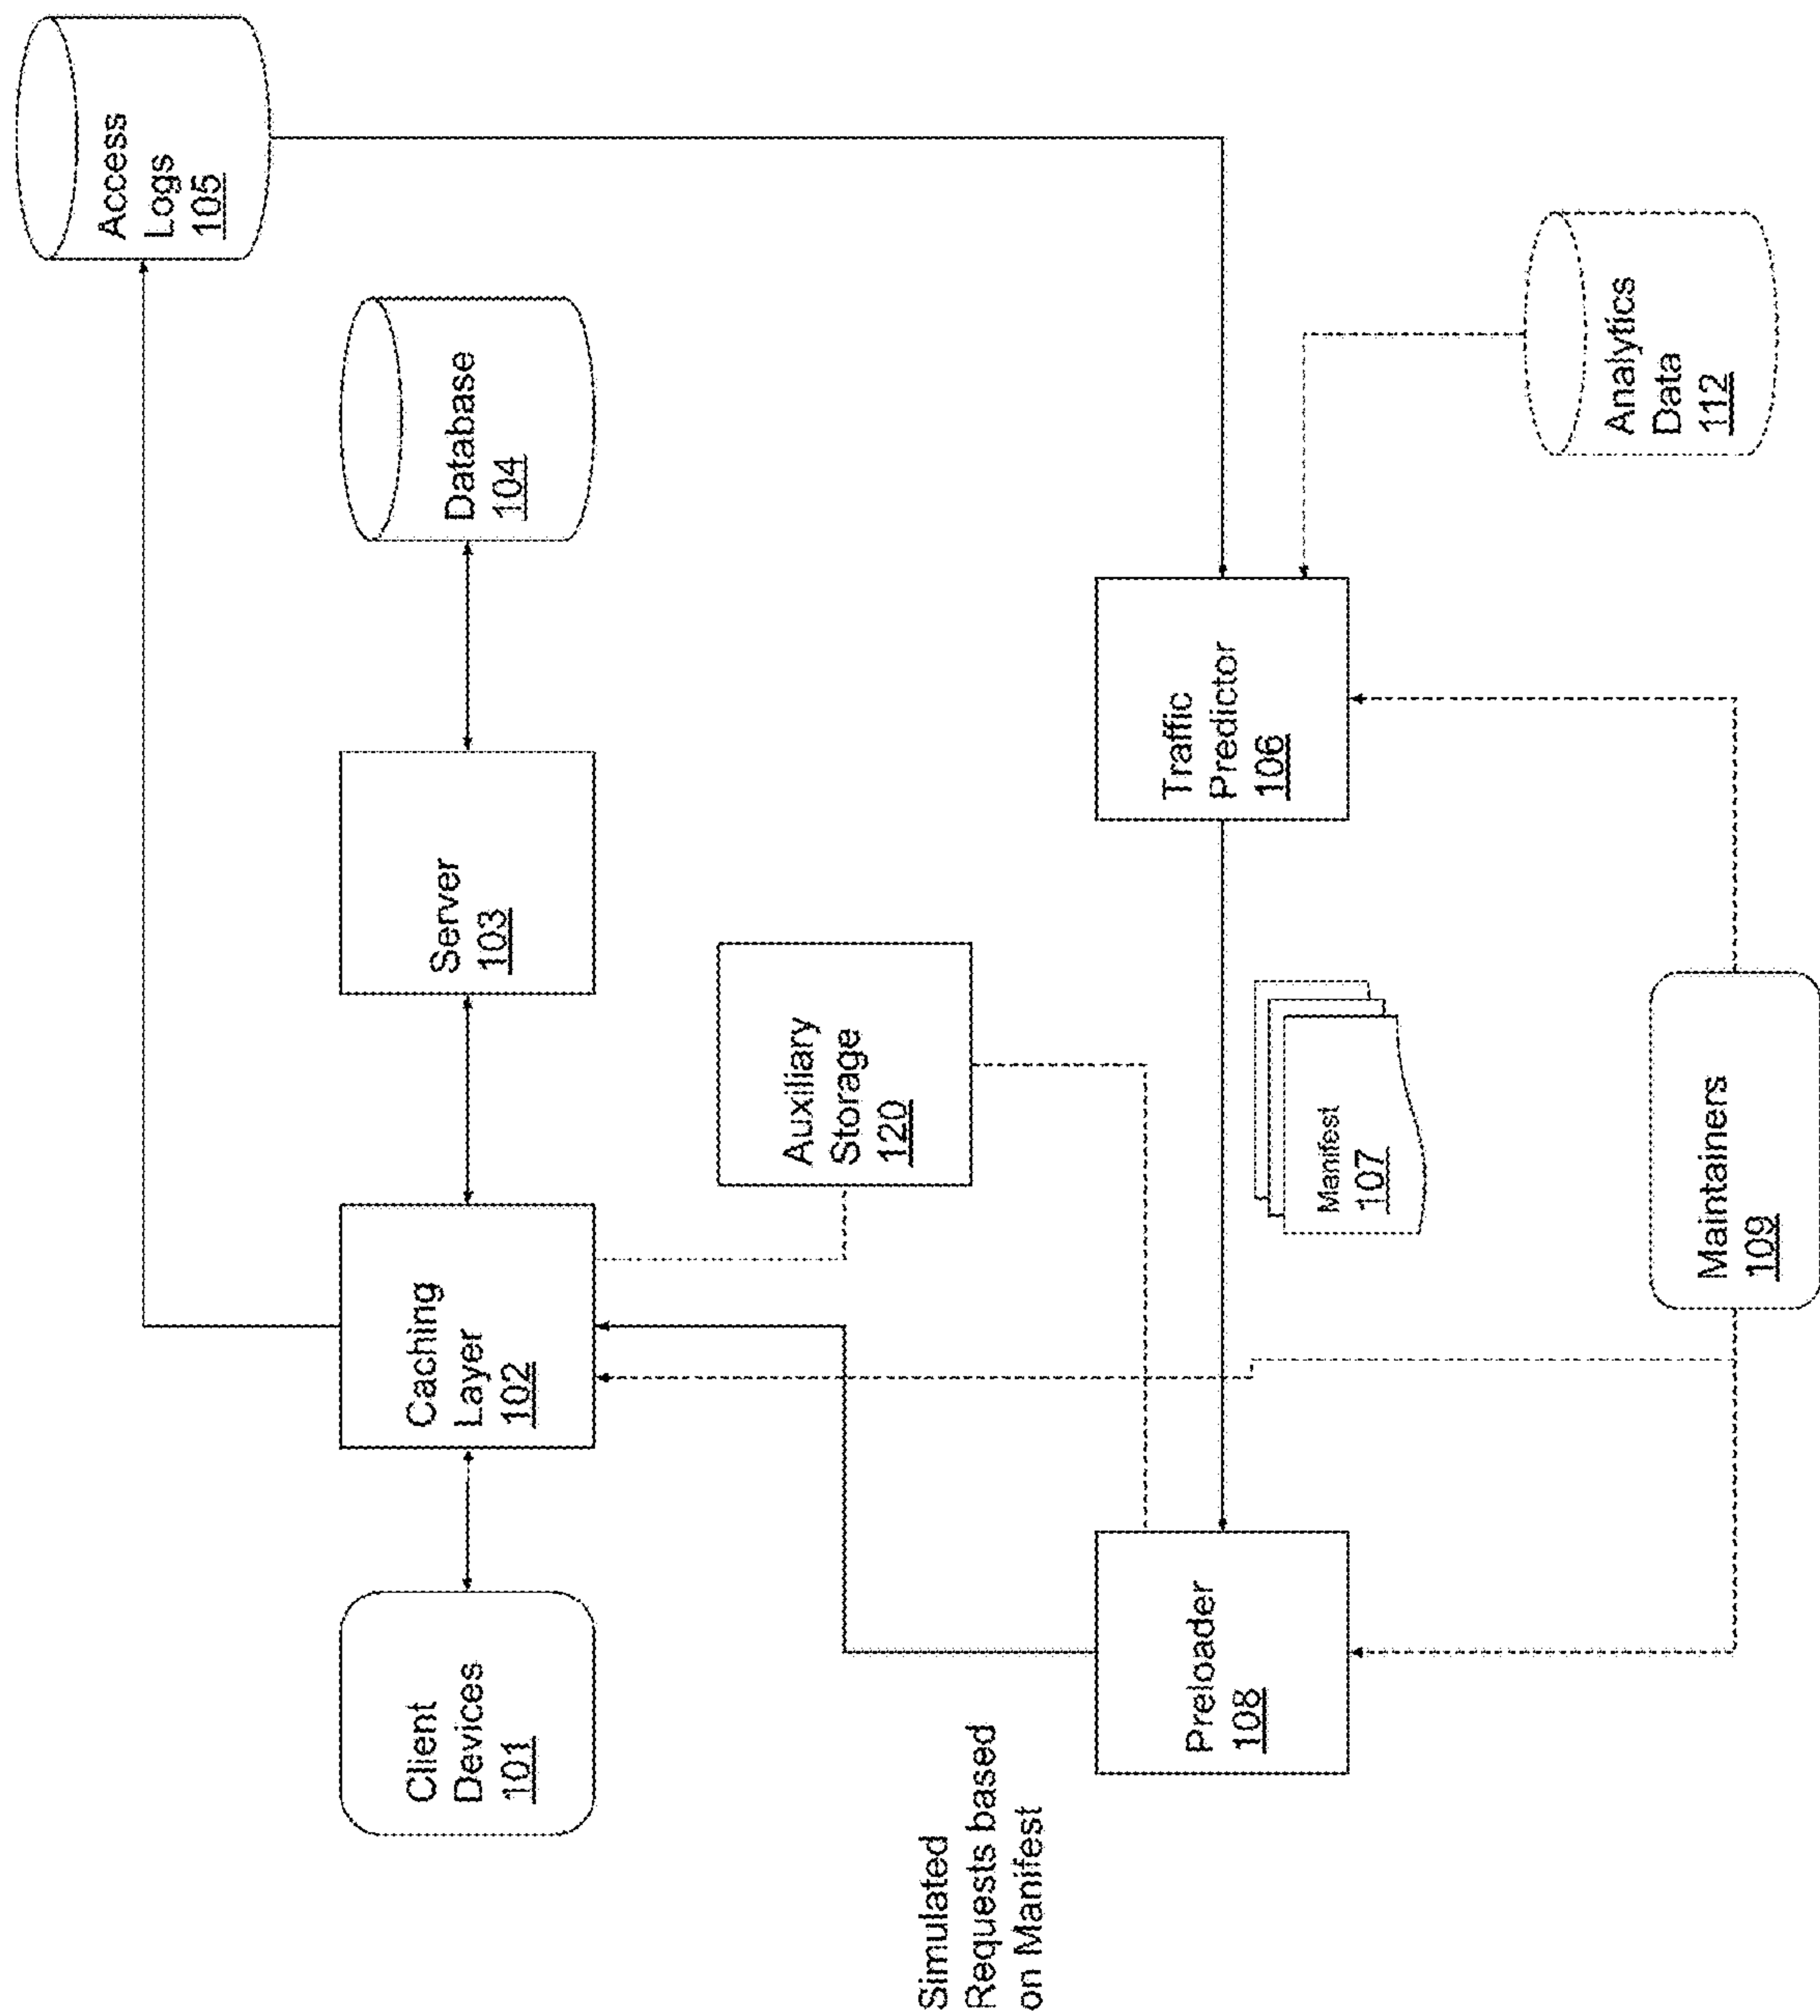 Client
Devices
101
Caching
Layer
102
Server
103
Database
104
Access
Logs
105
Auxiliary
Storage
120
Simulated
Requests based
on Manifest
Preloader
108
Manifest
107
Traffic
Predictor
106
Maintainers
109
Analytics
Data
112